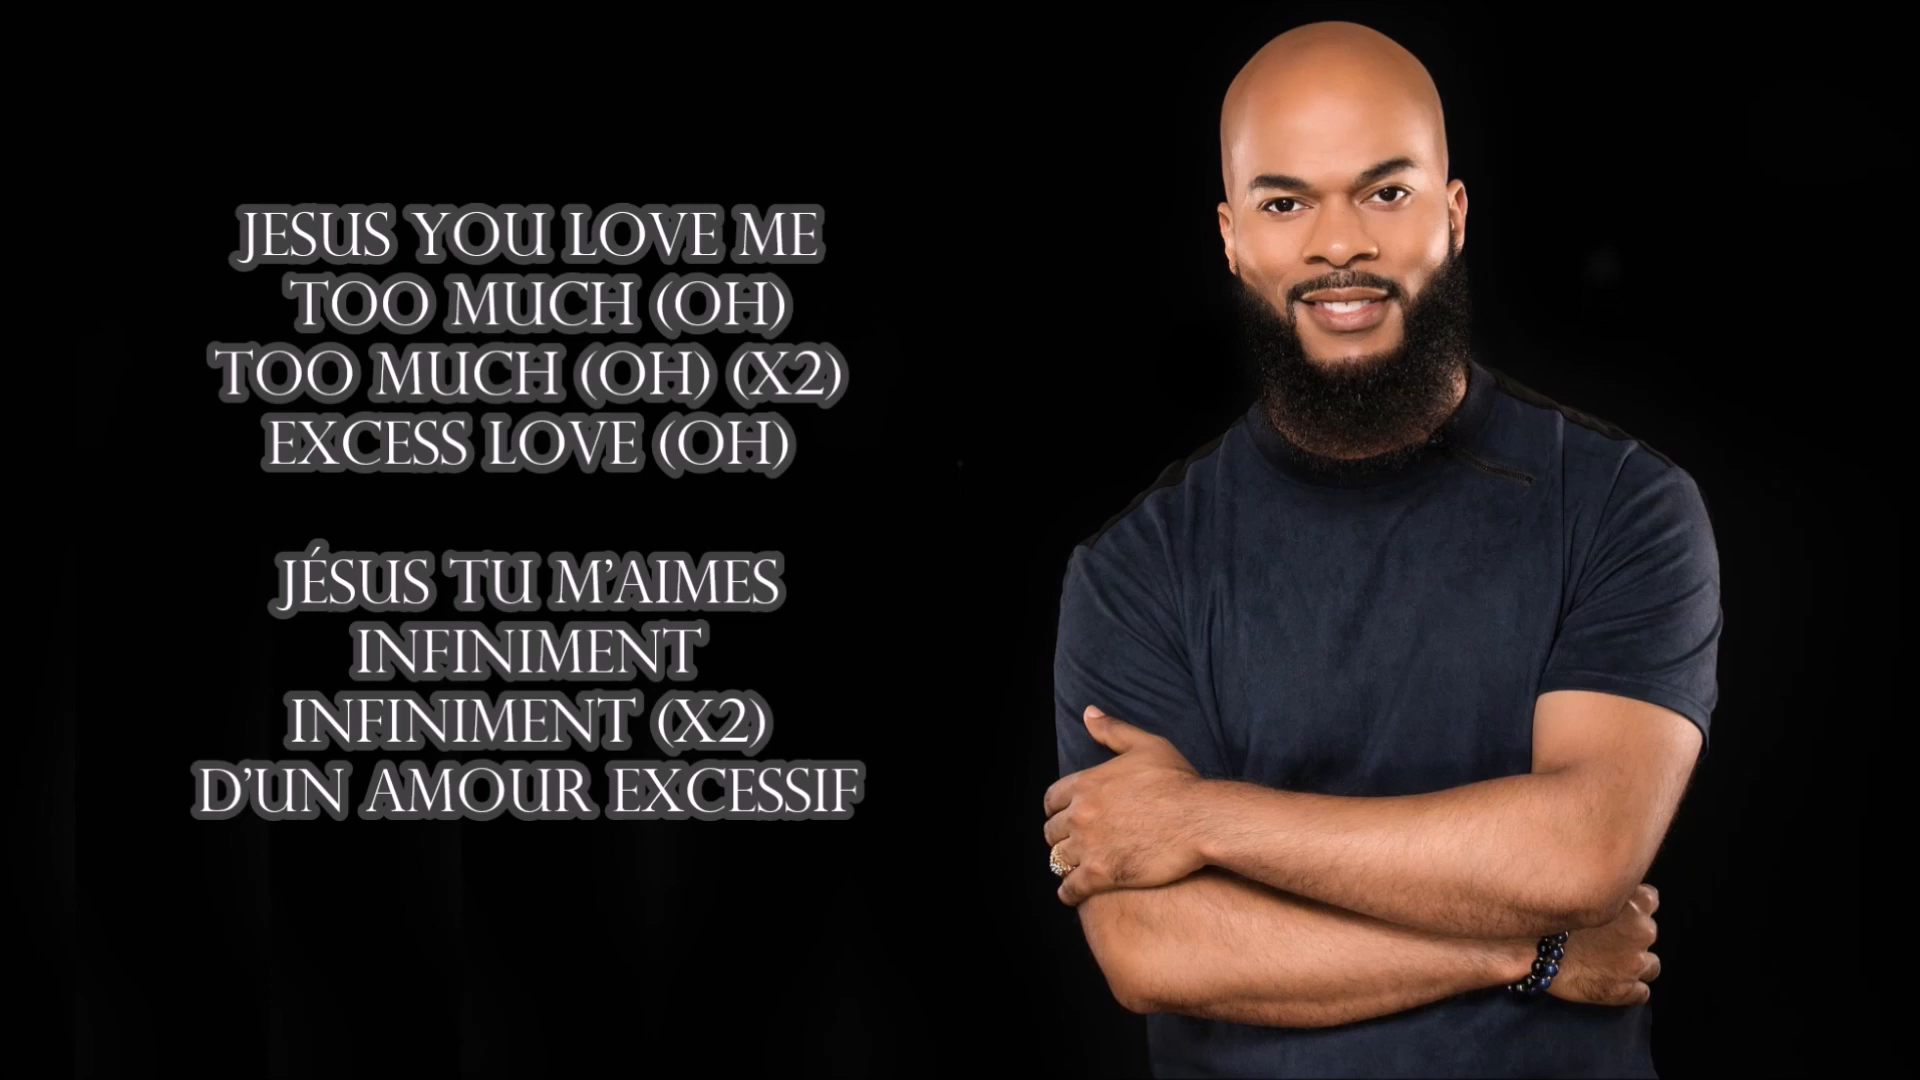 JESUS YOU LOVE ME
TOO MUCH (OH)
TOO MUCH (OH) (X2)
EXCESS LOVE (OH)
JÉSUS TU M'AIMES
INFINIMENT
INFINIMENT (X2)
D'UN AMOUR EXCESSIF